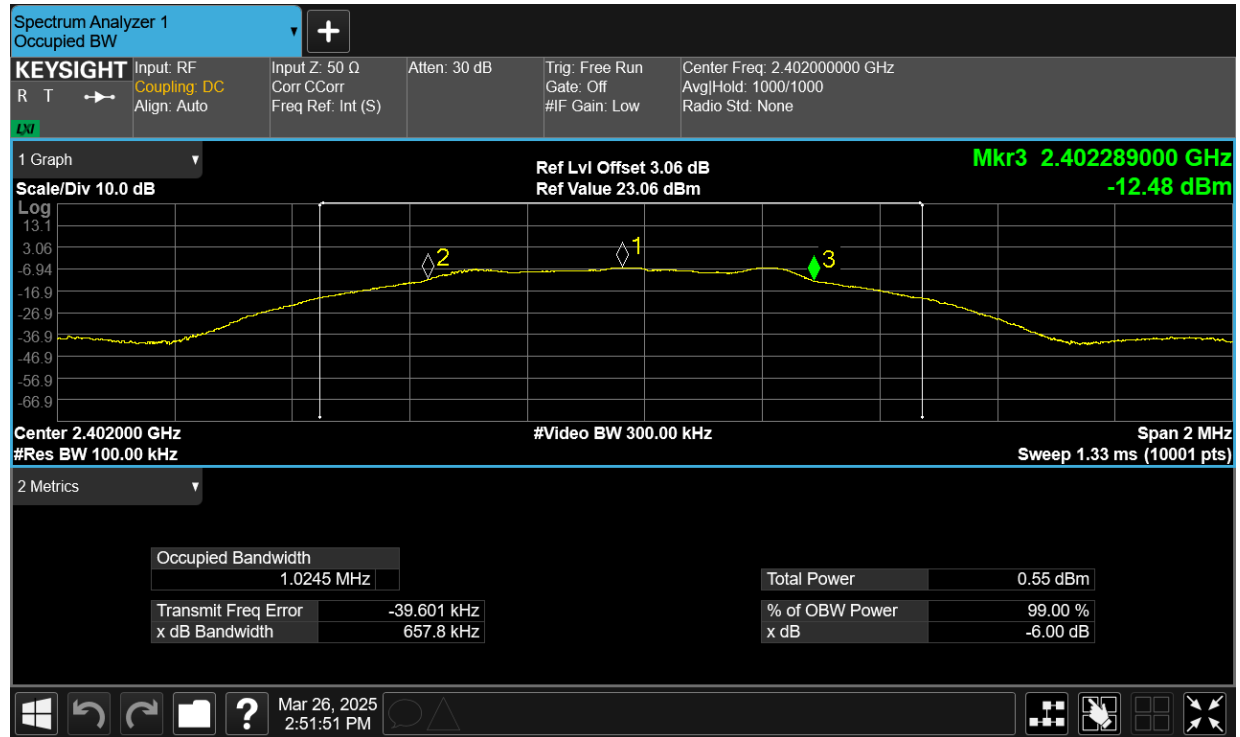 Spectrum Analyzer 1
Occupied BW
+
KEYSIGHT
R T
LXI
Input: RF
Coupling: DC
Align: Auto
Input Z: 50 Ω
Corr CCorr
Freq Ref: Int (S)
Atten: 30 dB
Trig: Free Run
Gate: Off
#IF Gain: Low
Center Freq: 2.402000000 GHz
Avg|Hold: 1000/1000
Radio Std: None
1 Graph
Scale/Div 10.0 dB
Ref Lvl Offset 3.06 dB
Ref Value 23.06 dBm
Mkr3 2.402289000 GHz
-12.48 dBm
Log
13.1
3.06
-6.94
-16.9
-26.9
-36.9
-46.9
-56.9
-66.9
2
1
3
Center 2.402000 GHz
#Res BW 100.00 kHz
#Video BW 300.00 kHz
Span 2 MHz
Sweep 1.33 ms (10001 pts)
2 Metrics
Occupied Bandwidth
1.0245 MHz
Transmit Freq Error -39.601 kHz
x dB Bandwidth 657.8 kHz
Total Power 0.55 dBm
% of OBW Power 99.00 %
x dB -6.00 dB
?
Mar 26, 2025
2:51:51 PM